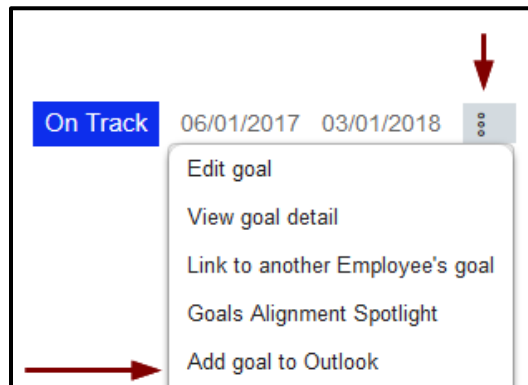 On Track 06/01/2017 03/01/2018
Edit goal
View goal detail
Link to another Employee's goal
Goals Alignment Spotlight
Add goal to Outlook